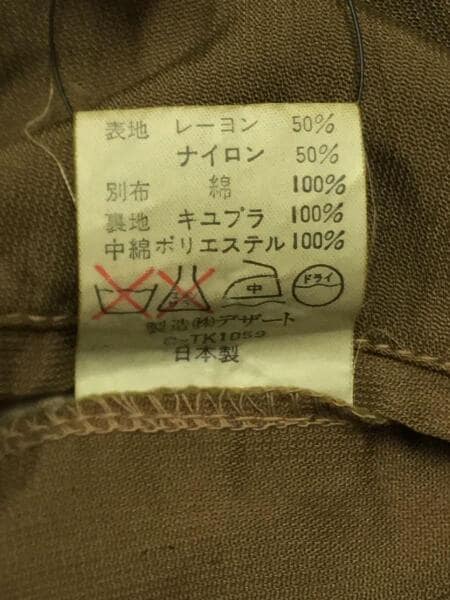 表地 レーヨン 50%
ナイロン 50%
別布 綿 100%
裏地 キユプラ 100%
中綿 ポリエステル 100%
中 ドライ
製造㈱デザート
C-TK1059
日本製